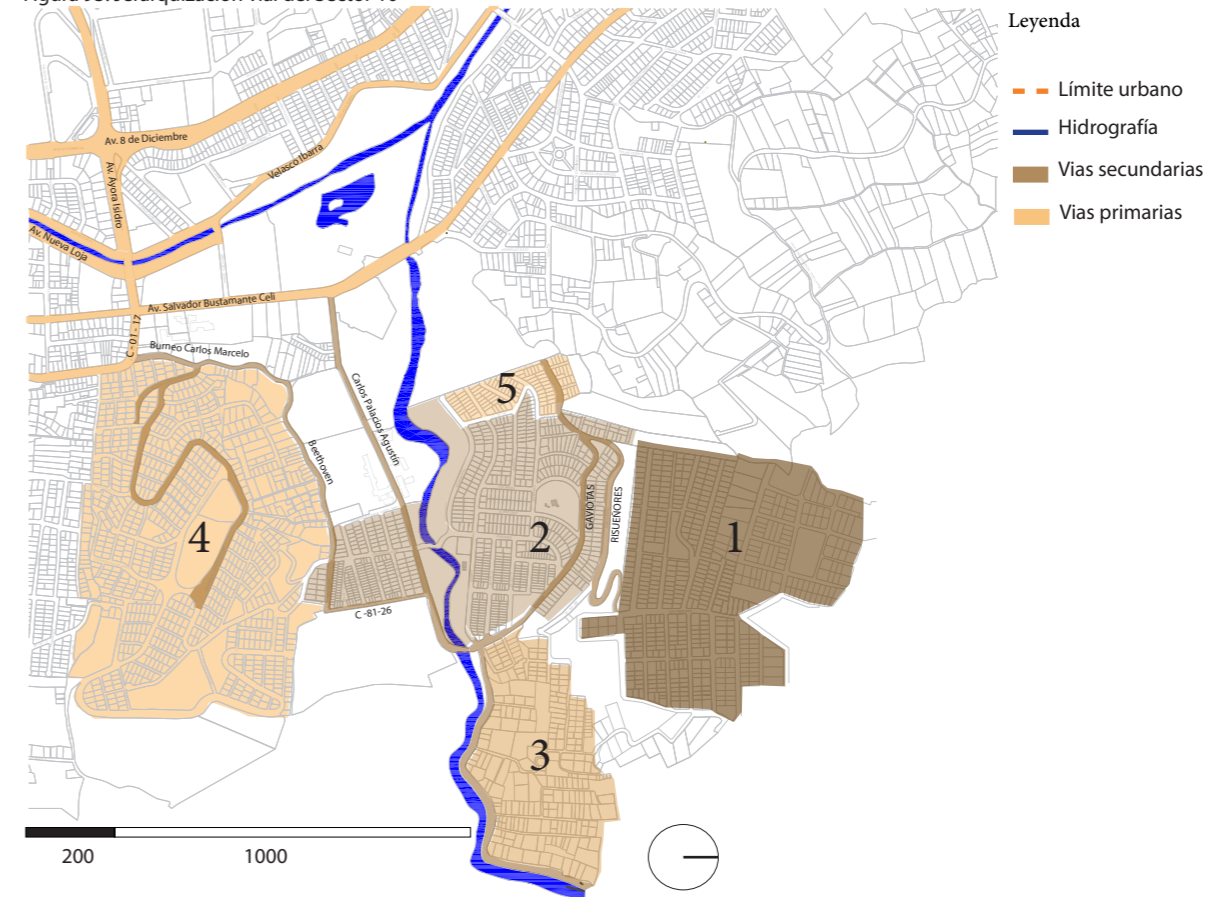 Leyenda
Límite urbano
Hidrografía
Vias secundarias
Vias primarias
Av. 8 de Diciembre
Velasco Ibarra
Av. Ayora Isidro
Av. Nueva Loja
Av. Salvador Bustamante Celi
C - 01 - 17
Burneo Carlos Marcelo
Carlos Palacios Agustín
Beethoven
5
GAVIOTAS
RISUEÑORES
4
2
1
C -81-26
3
200
1000